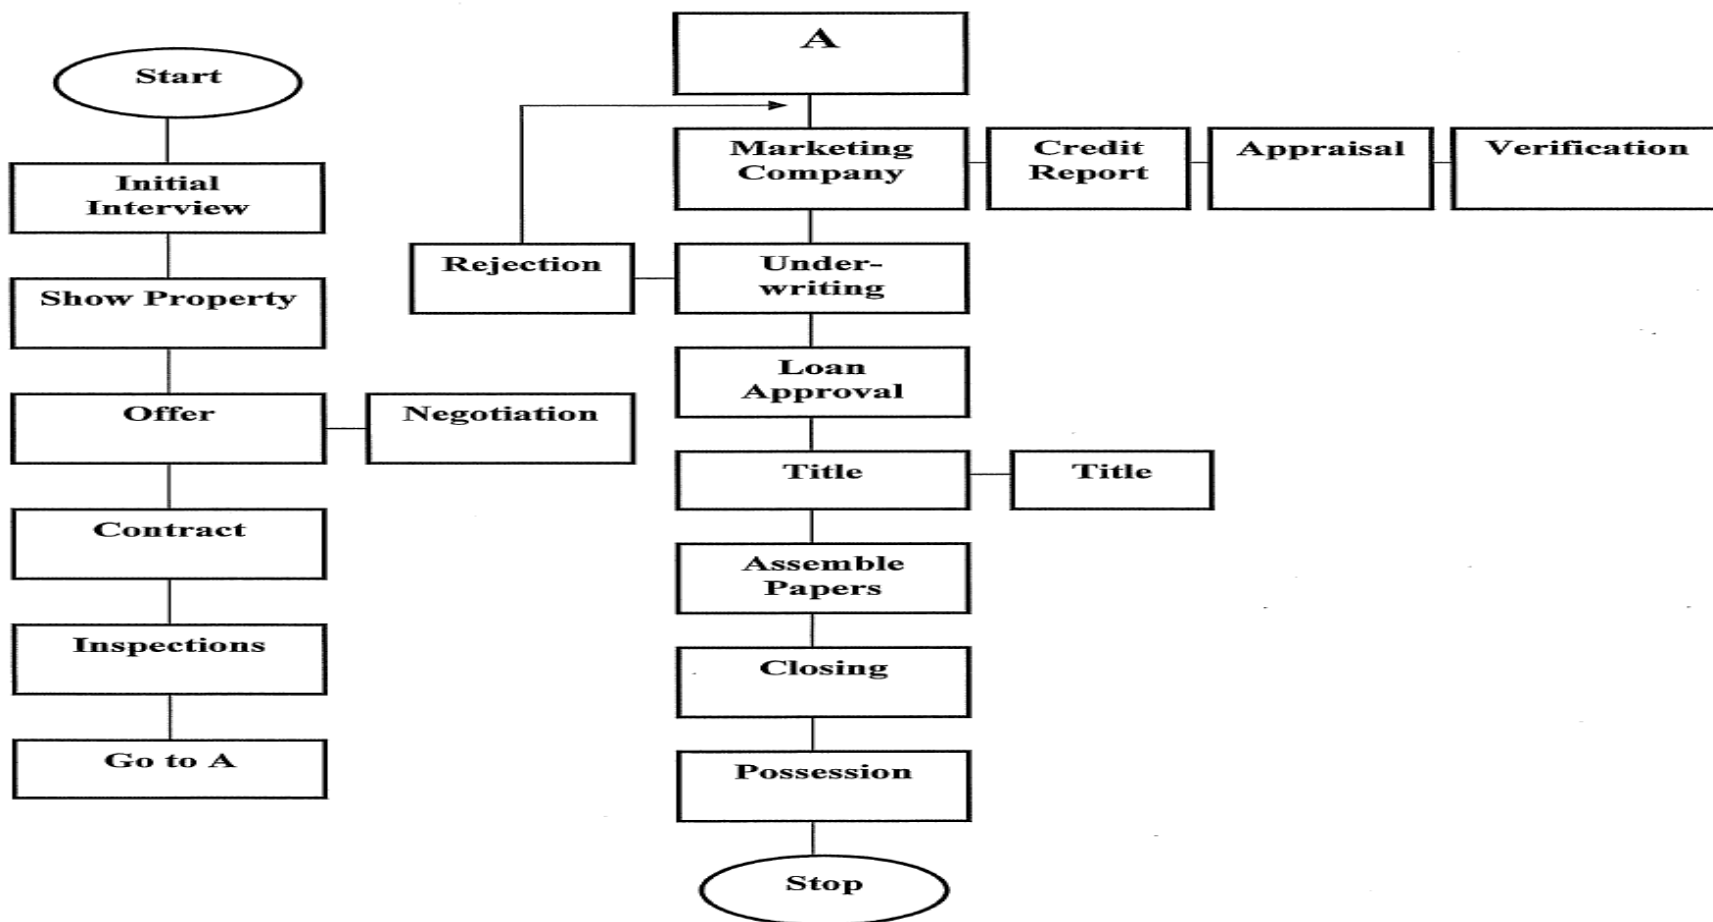 Start
Initial
Interview
Show Property
Offer
Negotiation
Contract
Inspections
Go to A
A
Marketing
Company
Credit
Report
Appraisal
Verification
Rejection
Under-
writing
Loan
Approval
Title
Title
Assemble
Papers
Closing
Possession
Stop